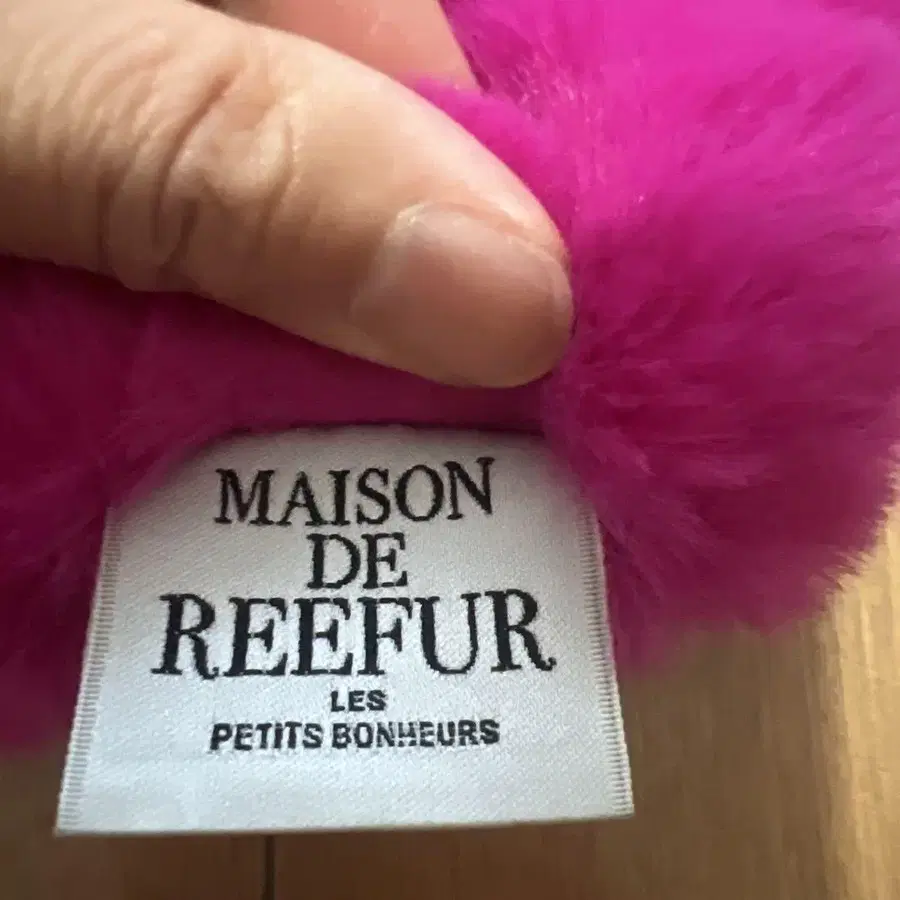 MAISON
DE
REEFUR
LES
PETITS BONHEURS